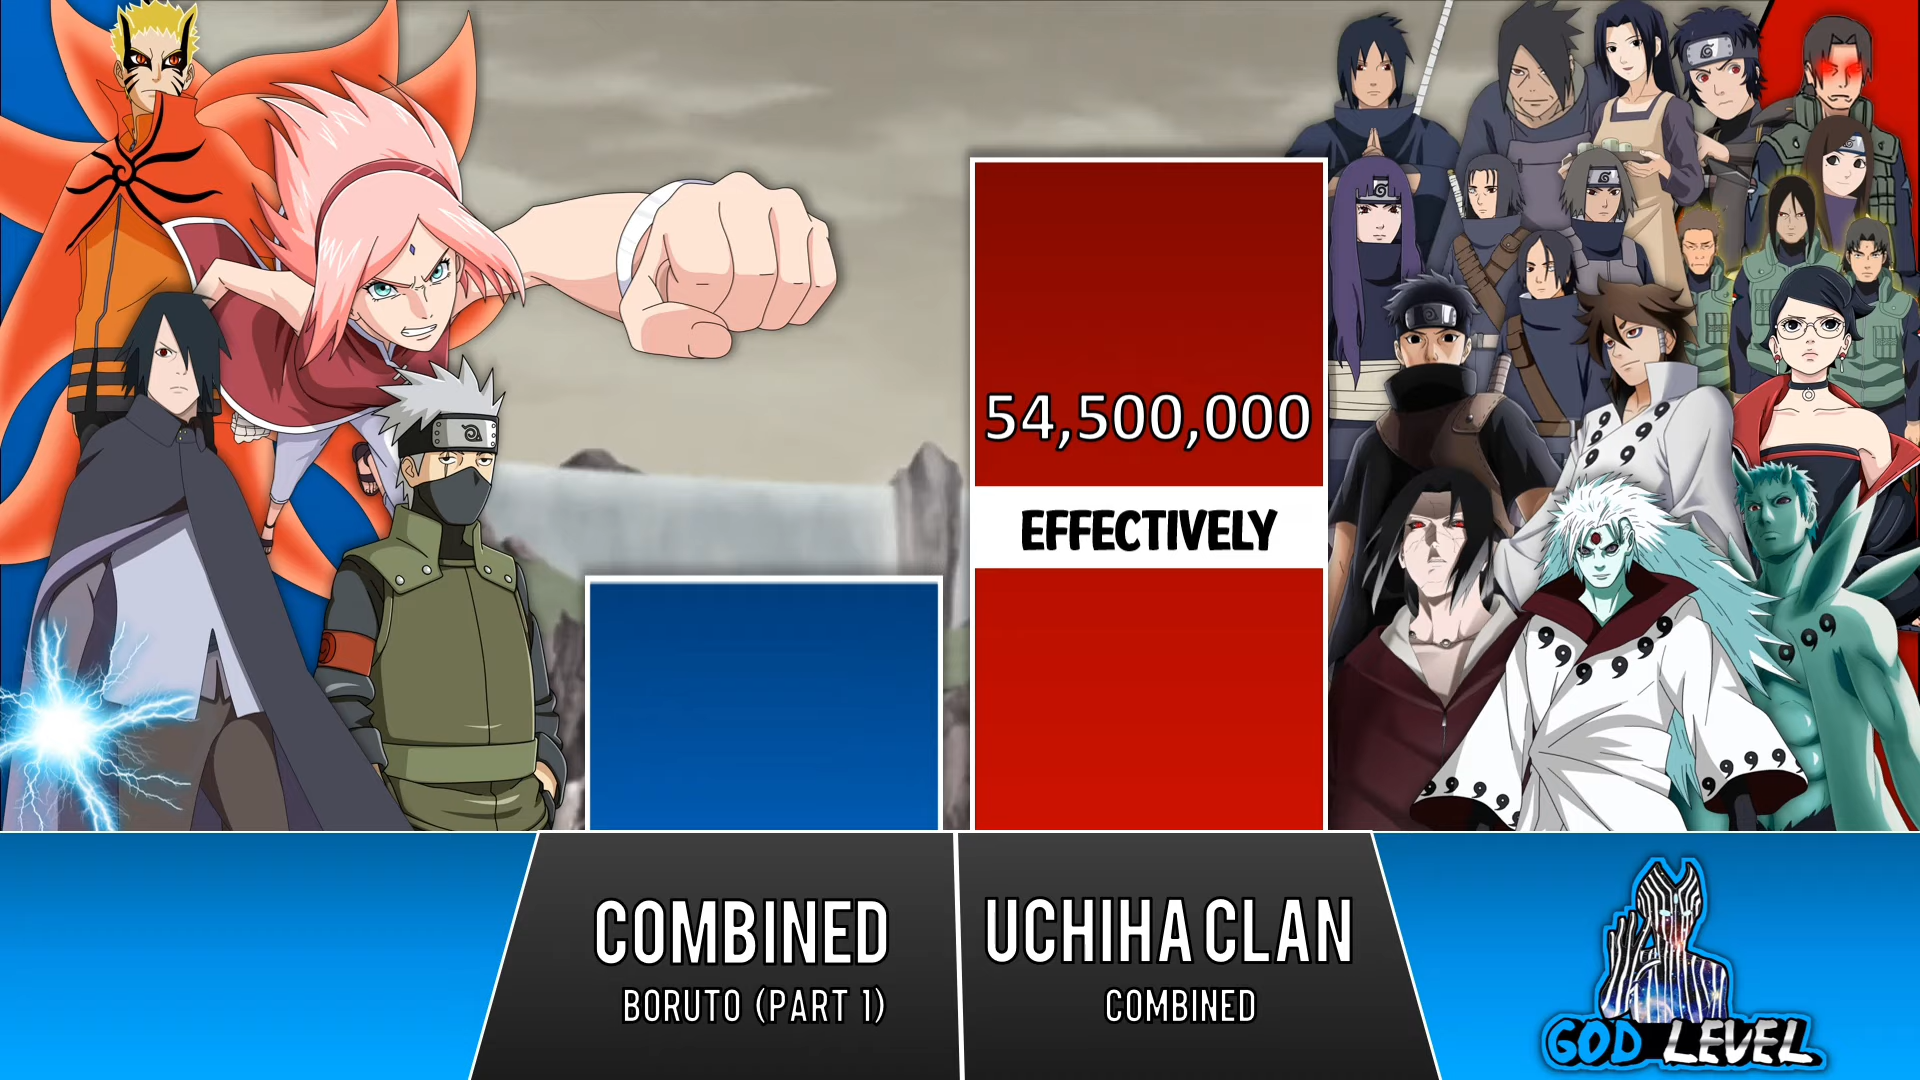 54,500,000
EFFECTIVELY
COMBINED
BORUTO (PART 1)
UCHIHA CLAN
COMBINED
GOD LEVEL